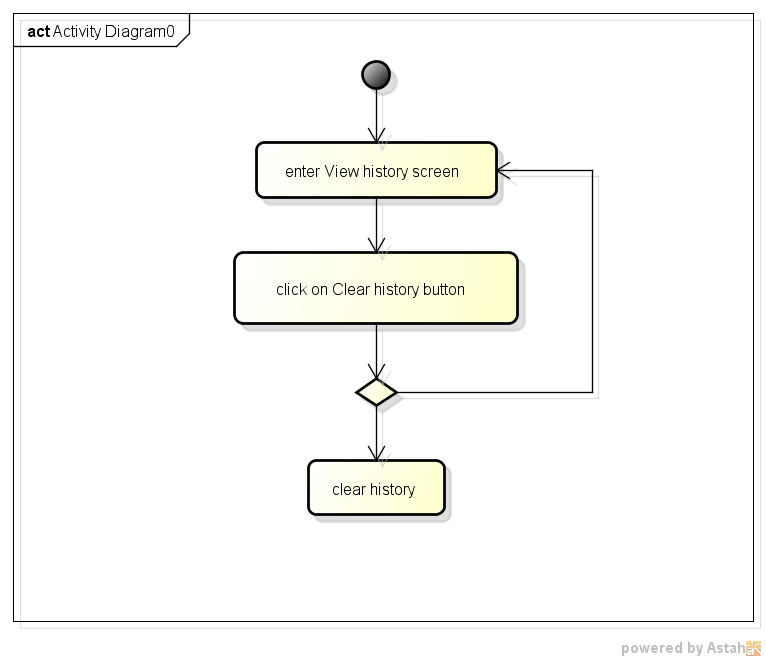 act Activity Diagram0
enter View history screen
click on Clear history button
clear history
powered by Astah